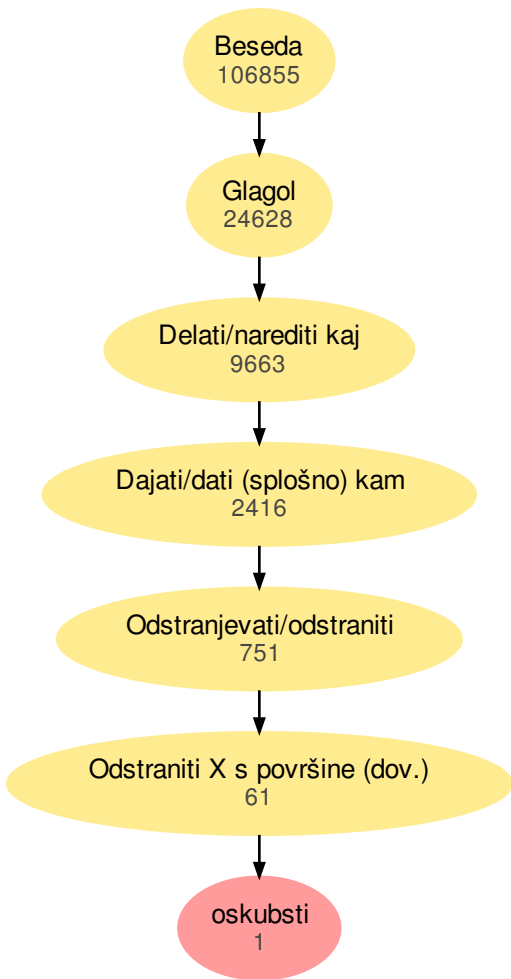 Beseda
106855
Glagol
24628
Delati/narediti kaj
9663
Dajati/dati (splošno) kam
2416
Odstranjevati/odstraniti
751
Odstraniti X s površine (dov.)
61
oskubsti
1